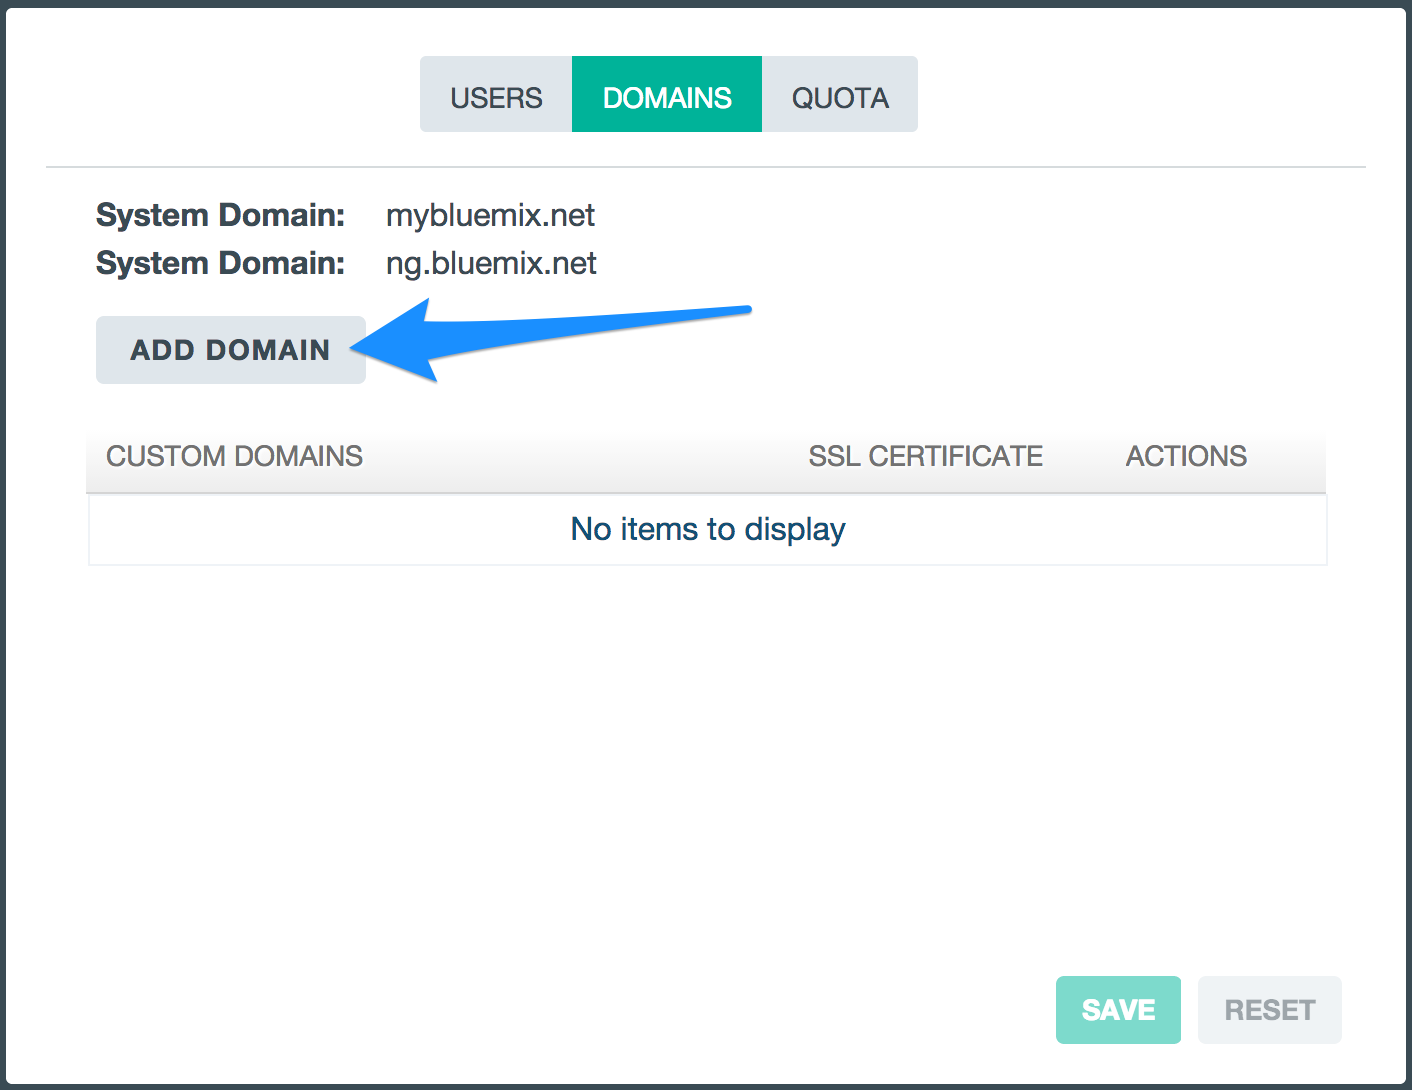 USERS DOMAINS QUOTA
System Domain: mybluemix.net
System Domain: ng.bluemix.net
ADD DOMAIN
CUSTOM DOMAINS SSL CERTIFICATE ACTIONS
No items to display
SAVE RESET